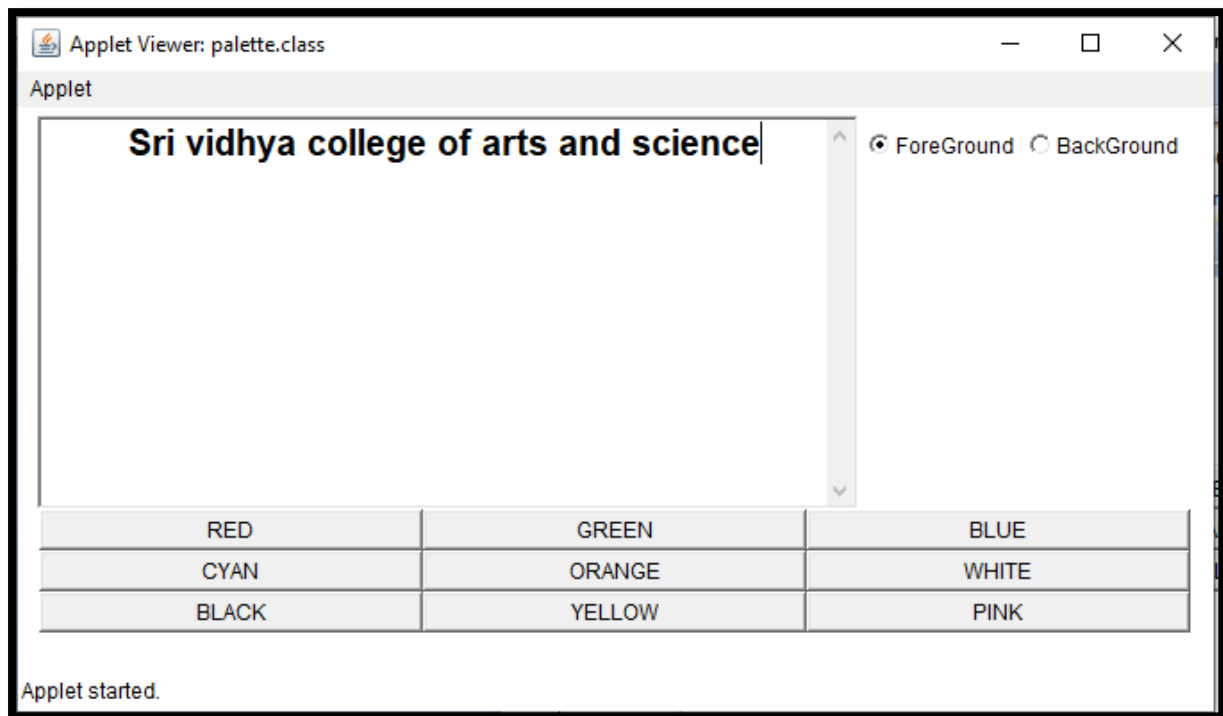 Applet Viewer: palette.class
Applet
Sri vidhya college of arts and science
ForeGround BackGround
RED GREEN BLUE
CYAN ORANGE WHITE
BLACK YELLOW PINK
Applet started.